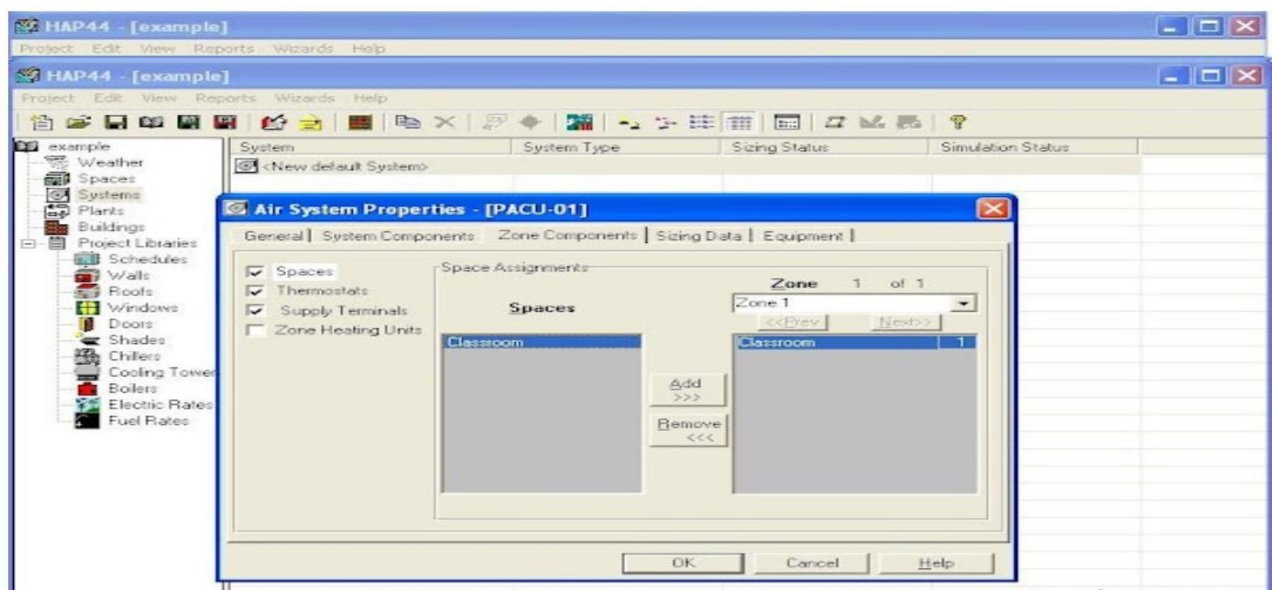 HAP44 - [example]
Project Edit View Reports Wizards Help
HAP44 - [example]
Project Edit View Reports Wizards Help
example
Weather
Spaces
Systems
Plants
Buildings
Project Libraries
Schedules
Walls
Roofs
Windows
Doors
Shades
Chillers
Cooling Tower
Boilers
Electric Rates
Fuel Rates
System System Type Sizing Status Simulation Status
<New default System>
Air System Properties - [PACU-01]
General System Components Zone Components Sizing Data Equipment
Spaces
Thermostats
Supply Terminals
Zone Heating Units
Space Assignments
Spaces
Classroom
Add
>>>
Remove
<<<
Zone 1 of 1
Zone 1
<<Prev Next>>
Classroom 1
OK Cancel Help